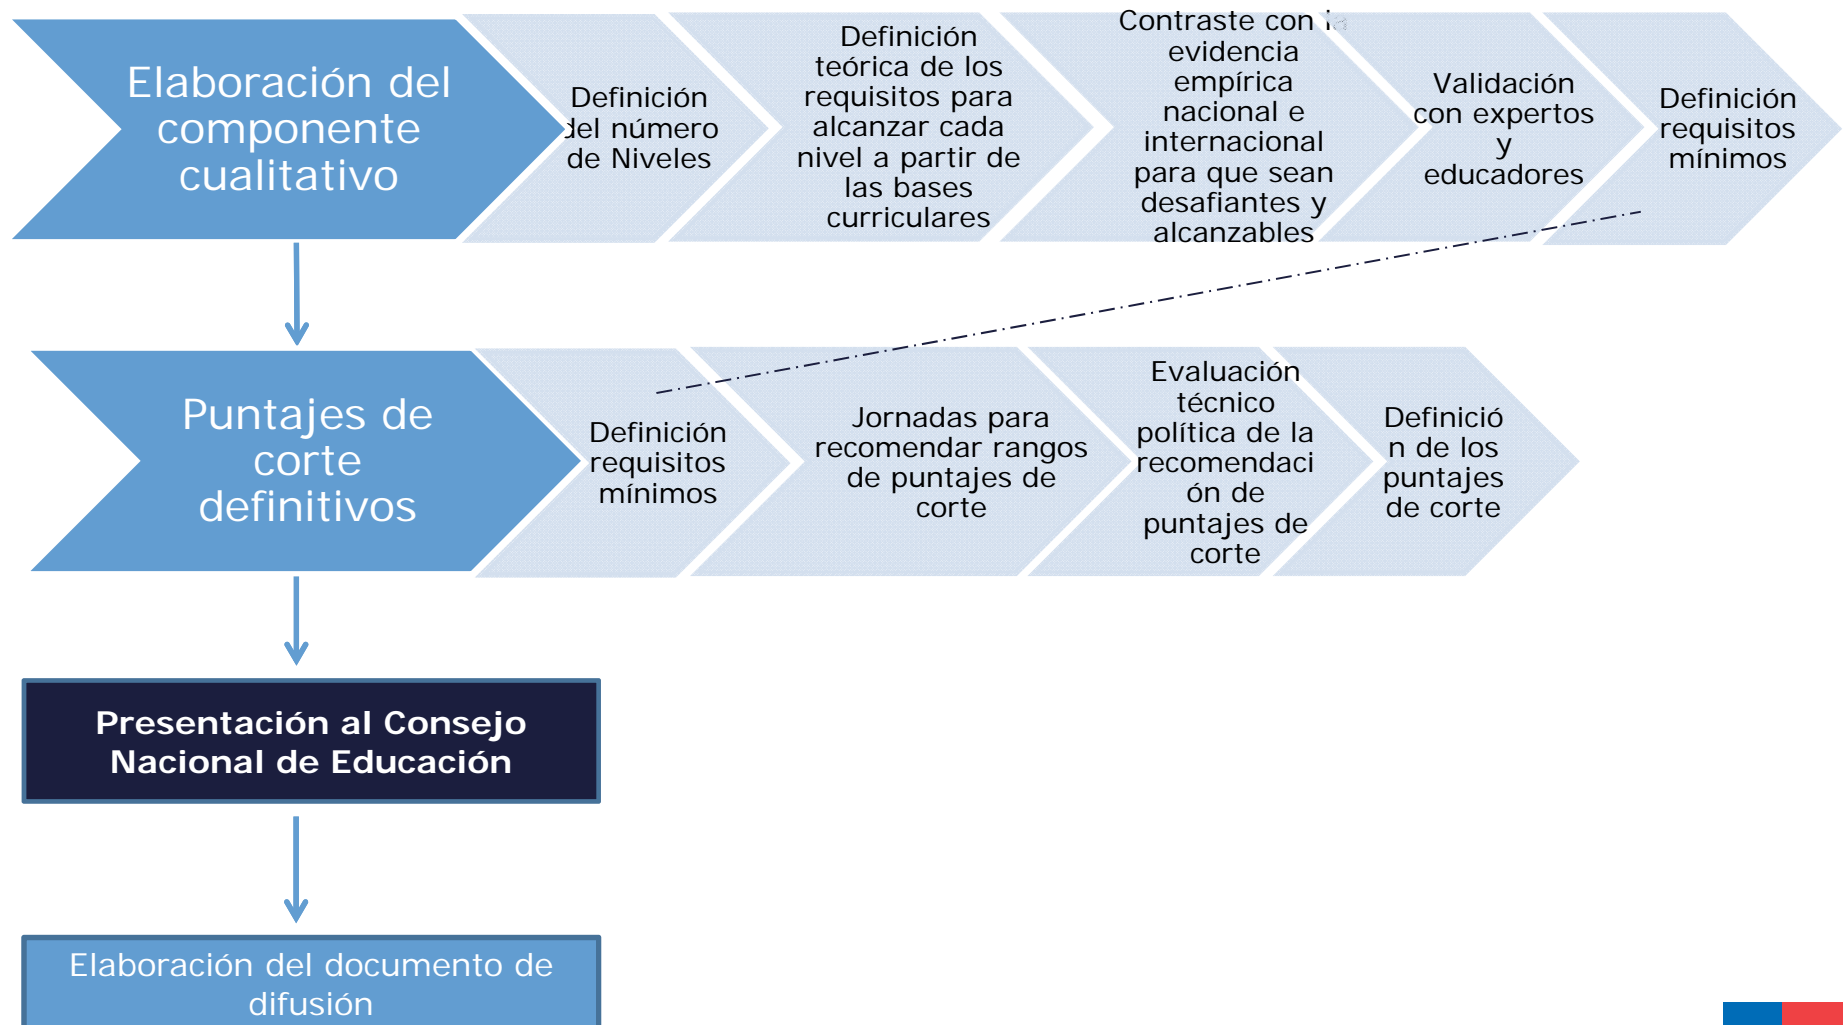 Elaboración del
componente
cualitativo
Definición
del número
de Niveles
Definición
teórica de los
requisitos para
alcanzar cada
nivel a partir de
las bases
curriculares
Contraste con la
evidencia
empírica
nacional e
internacional
para que sean
desafiantes y
alcanzables
Validación
con expertos
y
educadores
Definición
requisitos
mínimos
Puntajes de
corte
definitivos
Definición
requisitos
mínimos
Jornadas para
recomendar rangos
de puntajes de
corte
Evaluación
técnico
política de la
recomendaci
ón de
puntajes de
corte
Definició
n de los
puntajes
de corte
Presentación al Consejo
Nacional de Educación
Elaboración del documento de
difusión